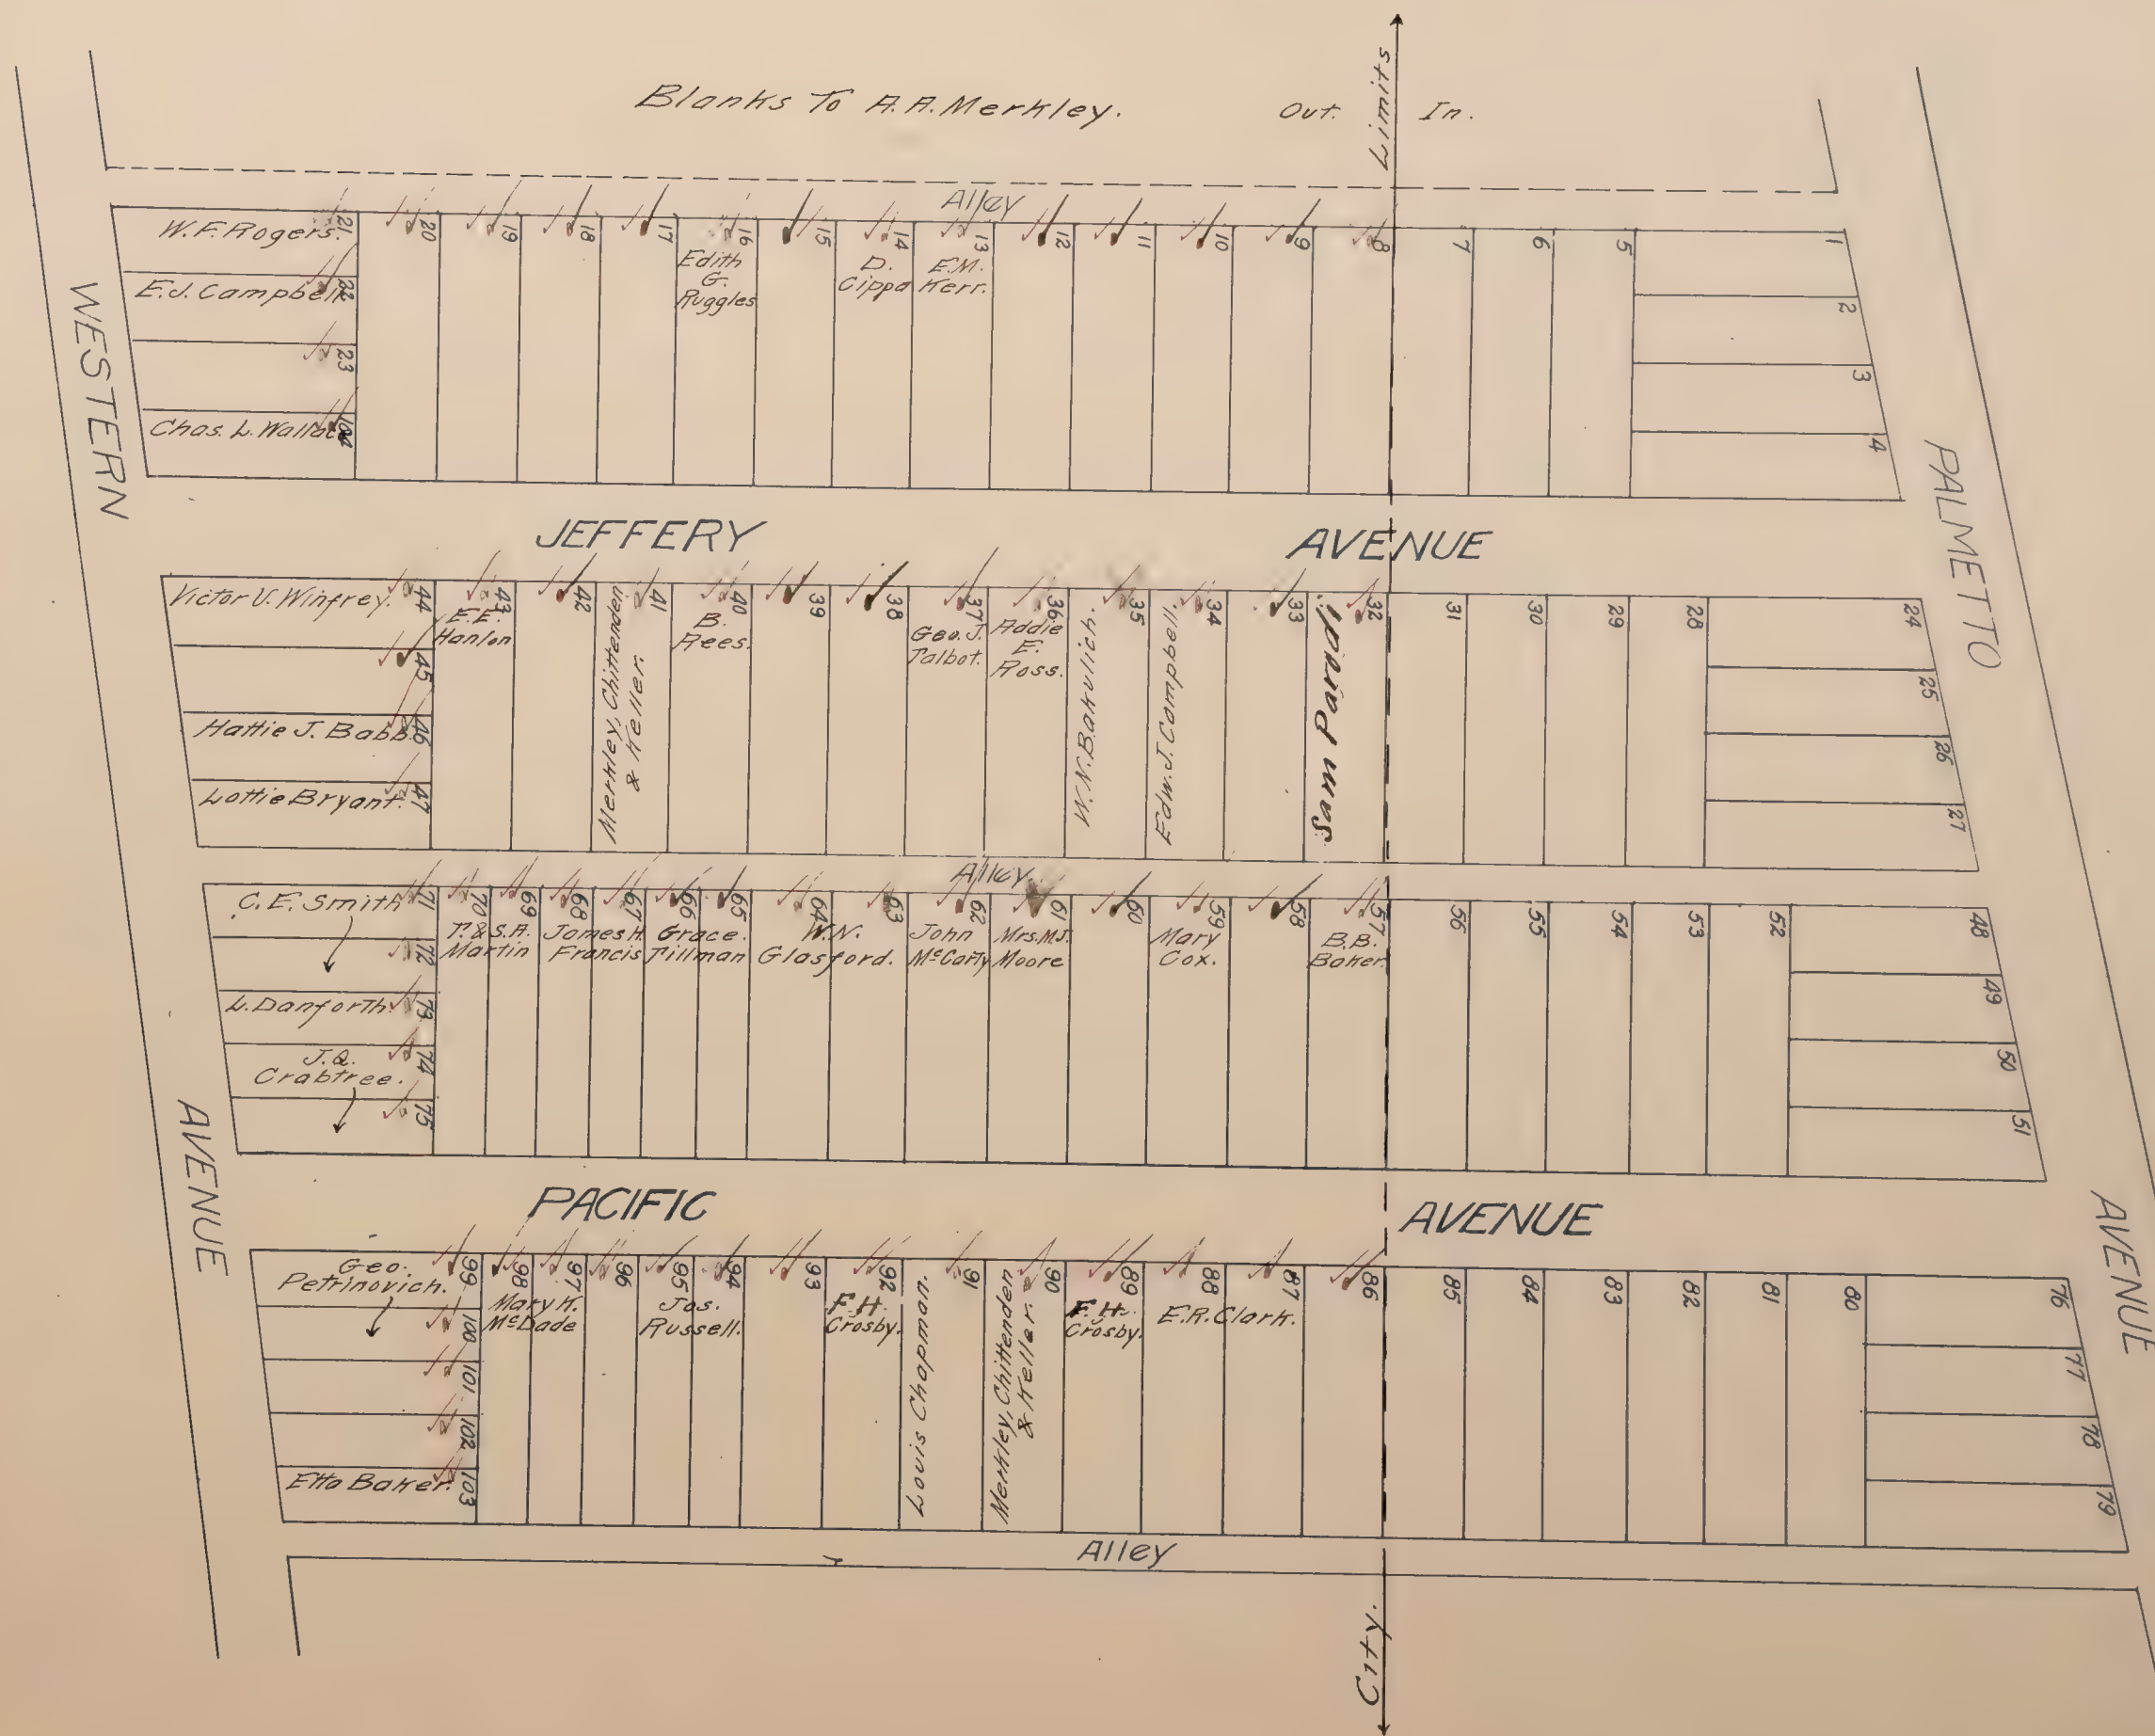 Blanks To A.A. Merkley.
Out.
Limits
In.
Alley
21
20
19
18
17
16
15
14
13
12
11
10
9
8
7
6
5
1
2
3
4
W.F. Rogers.
E.J. Campbell
22
23
Chas. L. Wallace
104
Edith
G.
Ruggles
D.
Cippa
E.M.
Kerr.
WESTERN
PALMETTO
JEFFERY
AVENUE
Victor V. Winfrey.
44
43
42
41
40
39
38
37
36
35
34
33
32
31
30
29
28
24
25
26
27
45
Hattie J. Babb.
46
Lottie Bryant.
47
E.E.
Hanlon
Merkley, Chittenden
& Keller.
B.
Rees.
Geo. J.
Talbot.
Addie
E.
Ross.
W.N. Bakulich.
Edw. J. Campbell.
Sam Parod
Alley.
C.E. Smith
71
70
69
68
67
66
65
64
63
62
61
60
59
58
57
56
55
54
53
52
48
49
50
51
72
L. Danforth.
73
J.Q.
Crabtree.
74
75
T. & S.A.
Martin
James H.
Francis
Grace.
Tillman
W.N.
Glasford.
John
McCarty
Mrs. M.J.
Moore
Mary
Cox.
B.B.
Baker.
AVENUE
PACIFIC
AVENUE
AVENUE
Geo.
Petrinovich.
99
98
97
96
95
94
93
92
91
90
89
88
87
86
85
84
83
82
81
80
76
77
78
79
100
101
102
Etta Baker.
103
Mary K.
McDade
Jos.
Russell.
F.H.
Crosby.
Louis Chapman.
Merkley, Chittenden
& Keller.
F.H.
Crosby.
E.R. Clark.
Alley
City.